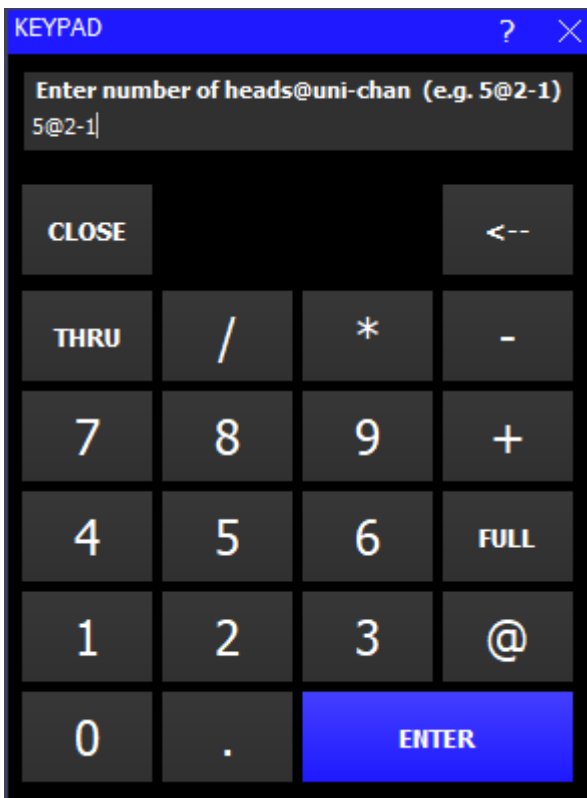 KEYPAD ? ×
Enter number of heads@uni-chan (e.g. 5@2-1)
5@2-1
CLOSE <--
THRU / * -
7 8 9 +
4 5 6 FULL
1 2 3 @
0 . ENTER